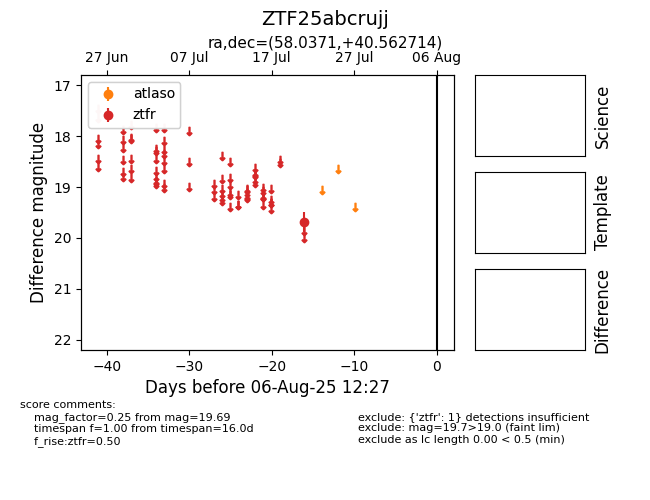 ZTF25abcrujj
ra,dec=(58.0371,+40.562714)
27 Jun 07 Jul 17 Jul 27 Jul 06 Aug
17
18
19
20
21
22
Difference magnitude
atlaso
ztfr
−40 −30 −20 −10 0
Days before 06-Aug-25 12:27
Science
Template
Difference
score comments:
mag_factor=0.25 from mag=19.69
timespan f=1.00 from timespan=16.0d
f_rise:ztfr=0.50
exclude: {'ztfr': 1} detections insufficient
exclude: mag=19.7>19.0 (faint lim)
exclude as lc length 0.00 < 0.5 (min)